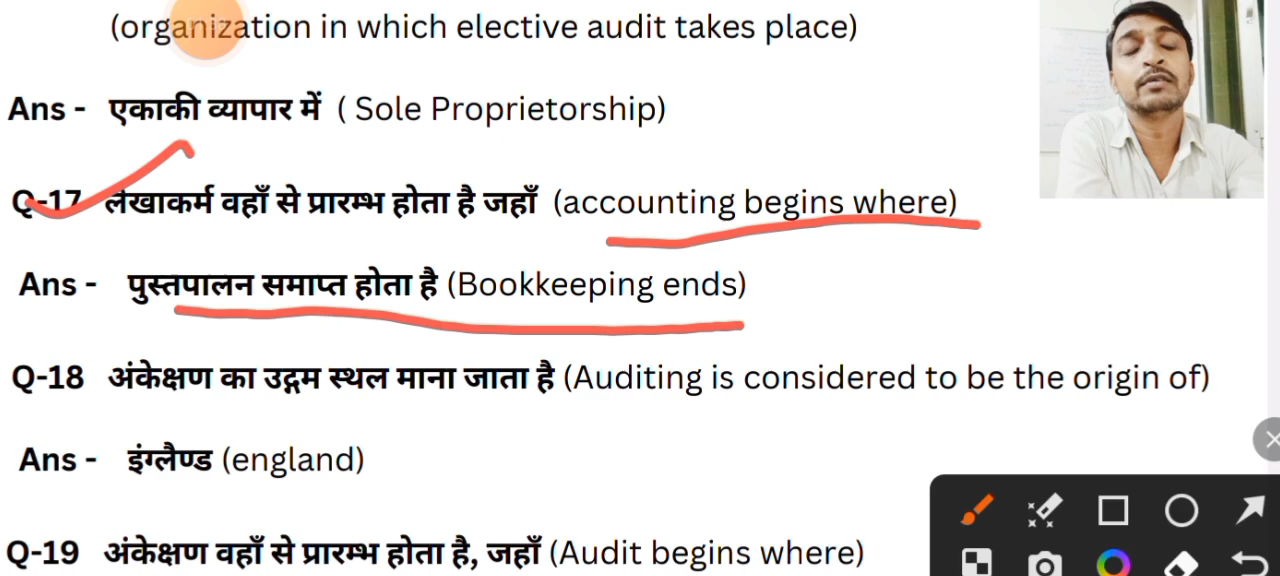 (organization in which elective audit takes place)
Ans - एकाकी व्यापार में ( Sole Proprietorship)
Q-17 लेखाकर्म वहाँ से प्रारम्भ होता है जहाँ (accounting begins where)
Ans - पुस्तपालन समाप्त होता है (Bookkeeping ends)
Q-18 अंकेक्षण का उद्गम स्थल माना जाता है (Auditing is considered to be the origin of)
Ans - इंग्लैण्ड (england)
Q-19 अंकेक्षण वहाँ से प्रारम्भ होता है, जहाँ (Audit begins where)